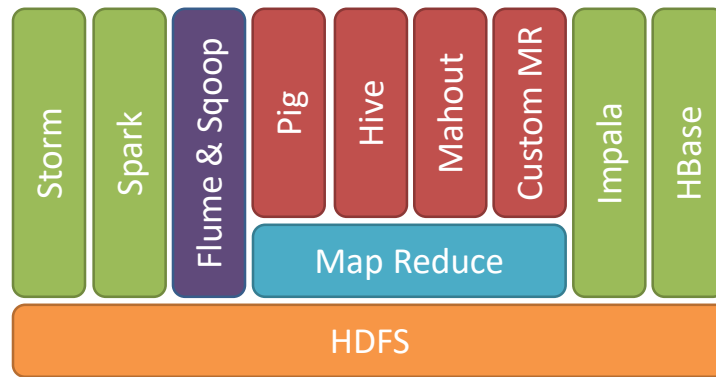 Storm
Spark
Flume & Sqoop
Pig
Hive
Mahout
Custom MR
Impala
HBase
Map Reduce
HDFS